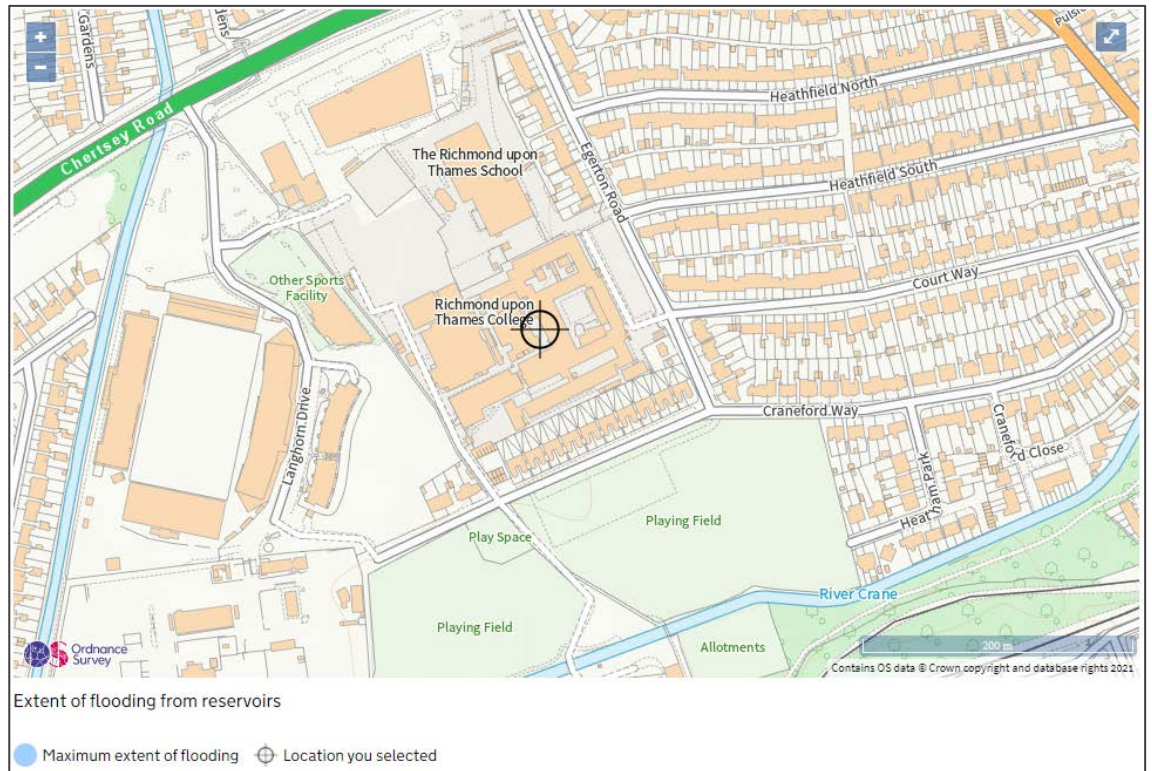 +
−
Gardens
dens
Pulst
Chertsey Road
Heathfield North
The Richmond upon
Thames School
Egerton Road
Heathfield South
Other Sports
Facility
Court Way
Richmond upon
Thames College
Langhorn Drive
Craneford Way
Craneford Close
Heatham Park
Playing Field
Play Space
River Crane
Playing Field
Allotments
Ordnance
Survey
200 m
Contains OS data © Crown copyright and database rights 2021
Extent of flooding from reservoirs
Maximum extent of flooding
Location you selected